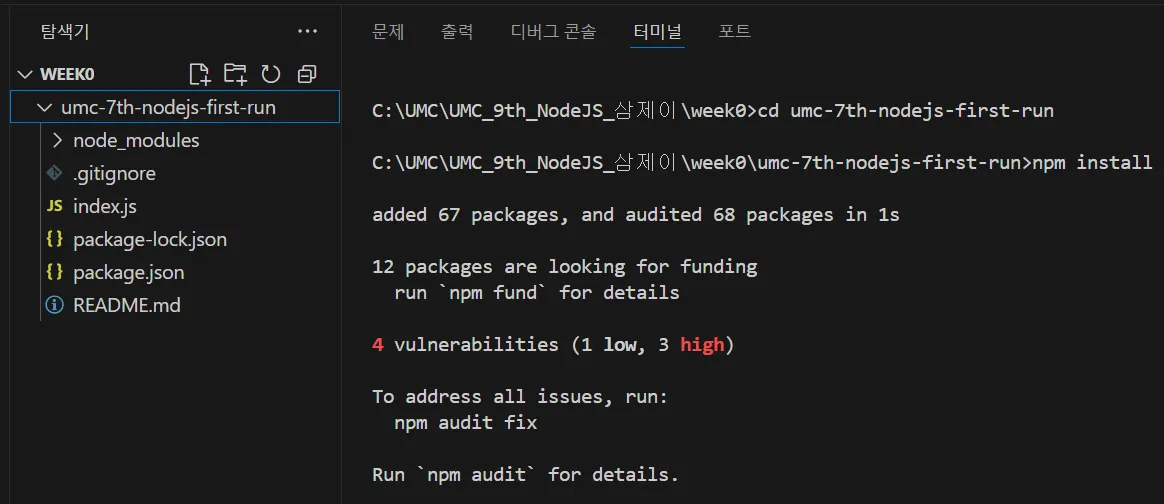 탐색기
WEEK0
umc-7th-nodejs-first-run
node_modules
.gitignore
JS index.js
{} package-lock.json
{} package.json
README.md
문제 출력 디버그 콘솔 터미널 포트
C:\UMC\UMC_9th_NodeJS_삼제이\week0>cd umc-7th-nodejs-first-run
C:\UMC\UMC_9th_NodeJS_삼제이\week0\umc-7th-nodejs-first-run>npm install
added 67 packages, and audited 68 packages in 1s
12 packages are looking for funding
run `npm fund` for details
4 vulnerabilities (1 low, 3 high)
To address all issues, run:
npm audit fix
Run `npm audit` for details.